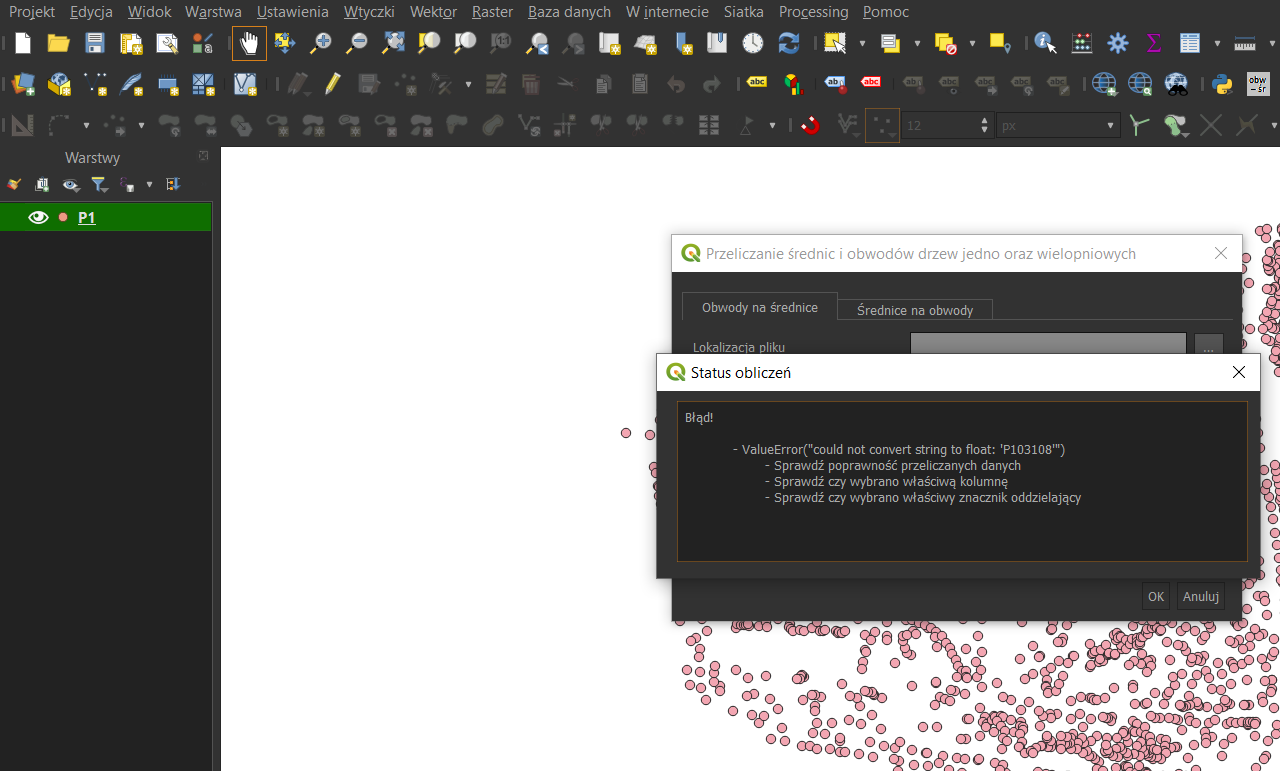 Projekt Edycja Widok Warstwa Ustawienia Wtyczki Wektor Raster Baza danych W internecie Siatka Processing Pomoc
abc abc abc
obw
—śr
12 px
Warstwy
P1
Przeliczanie średnic i obwodów drzew jedno oraz wielopniowych
Obwody na średnice Średnice na obwody
Lokalizacja pliku ...
Status obliczeń
Błąd!
- ValueError("could not convert string to float: 'P103108'")
- Sprawdź poprawność przeliczanych danych
- Sprawdź czy wybrano właściwą kolumnę
- Sprawdź czy wybrano właściwy znacznik oddzielający
OK Anuluj